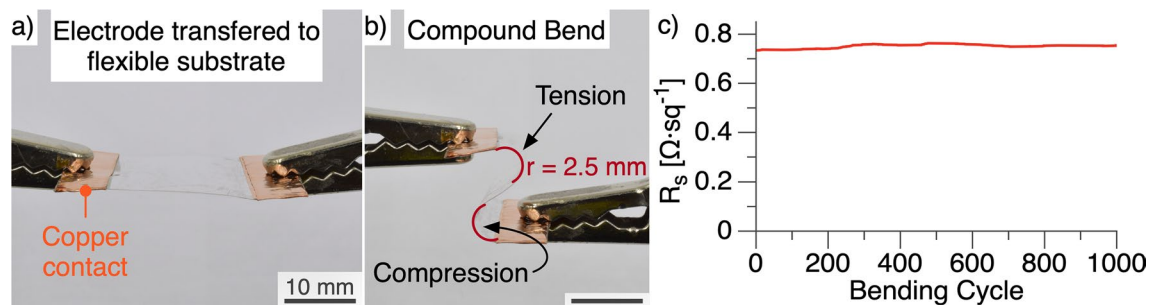 a)
Electrode transfered to
flexible substrate
Copper
contact
10 mm
b)
Compound Bend
Tension
r = 2.5 mm
Compression
c)
Rs [Ω·sq⁻¹]
0.8
0.6
0.4
0.2
0
0 200 400 600 800 1000
Bending Cycle